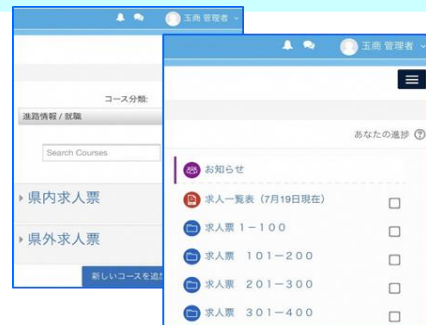 玉商 管理者
コース分類:
進路情報 / 就職
Search Courses
県内求人票
県外求人票
新しいコースを追
玉商 管理者
あなたの進捗
お知らせ
求人一覧表（7月19日現在）
求人票 1－100
求人票 101－200
求人票 201－300
求人票 301－400